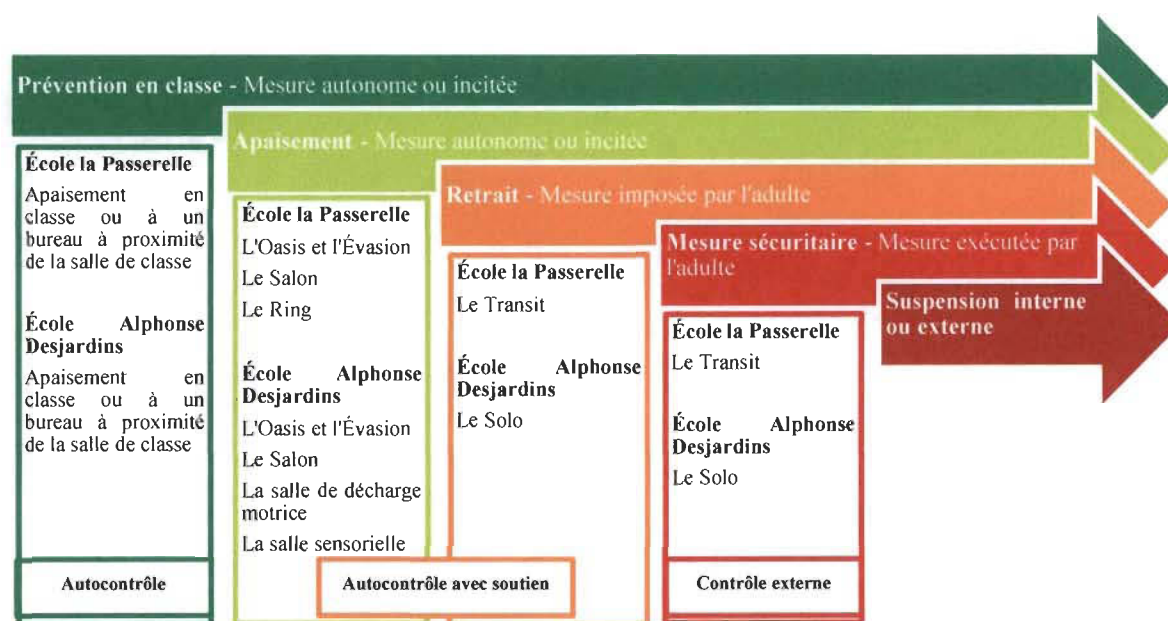 Prévention en classe - Mesure autonome ou incitée
Apaisement - Mesure autonome ou incitée
Retrait - Mesure imposée par l'adulte
Mesure sécuritaire - Mesure exécutée par
l'adulte
Suspension interne
ou externe
École la Passerelle
Apaisement en
classe ou à un
bureau à proximité
de la salle de classe
École Alphonse
Desjardins
Apaisement en
classe ou à un
bureau à proximité
de la salle de classe
École la Passerelle
L'Oasis et l'Évasion
Le Salon
Le Ring
École Alphonse
Desjardins
L'Oasis et l'Évasion
Le Salon
La salle de décharge
motrice
La salle sensorielle
École la Passerelle
Le Transit
École Alphonse
Desjardins
Le Solo
École la Passerelle
Le Transit
École Alphonse
Desjardins
Le Solo
Autocontrôle
Autocontrôle avec soutien
Contrôle externe